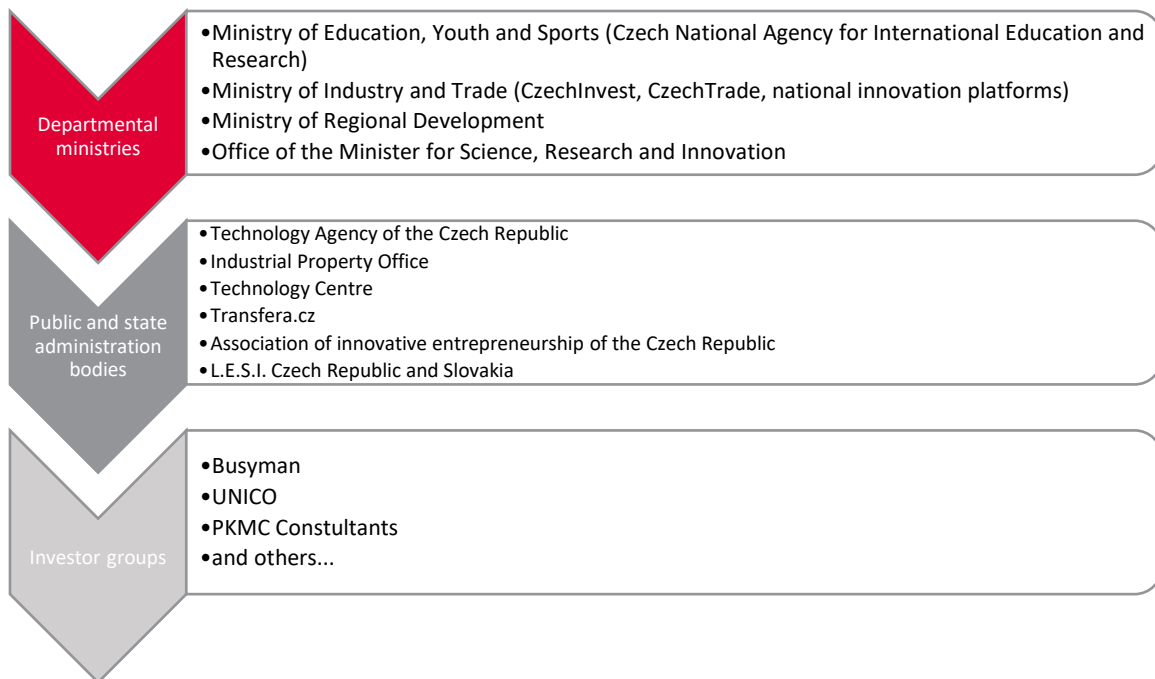 Departmental
ministries
•Ministry of Education, Youth and Sports (Czech National Agency for International Education and
Research)
•Ministry of Industry and Trade (CzechInvest, CzechTrade, national innovation platforms)
•Ministry of Regional Development
•Office of the Minister for Science, Research and Innovation
Public and state
administration
bodies
•Technology Agency of the Czech Republic
•Industrial Property Office
•Technology Centre
•Transfera.cz
•Association of innovative entrepreneurship of the Czech Republic
•L.E.S.I. Czech Republic and Slovakia
Investor groups
•Busyman
•UNICO
•PKMC Constultants
•and others...